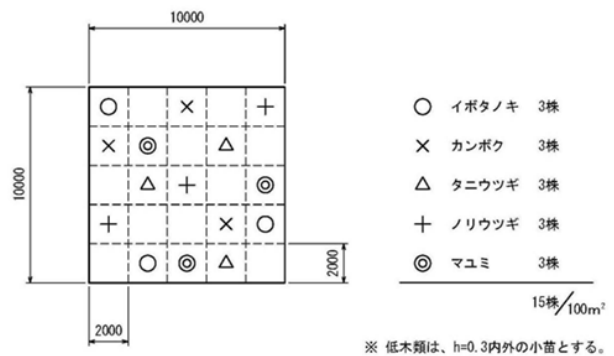 10000
10000
2000
2000
○ イボタノキ 3株
× カンボク 3株
△ タニウツギ 3株
+ ノリウツギ 3株
◎ マユミ 3株
15株/100m²
※ 低木類は、h=0.3内外の小苗とする。